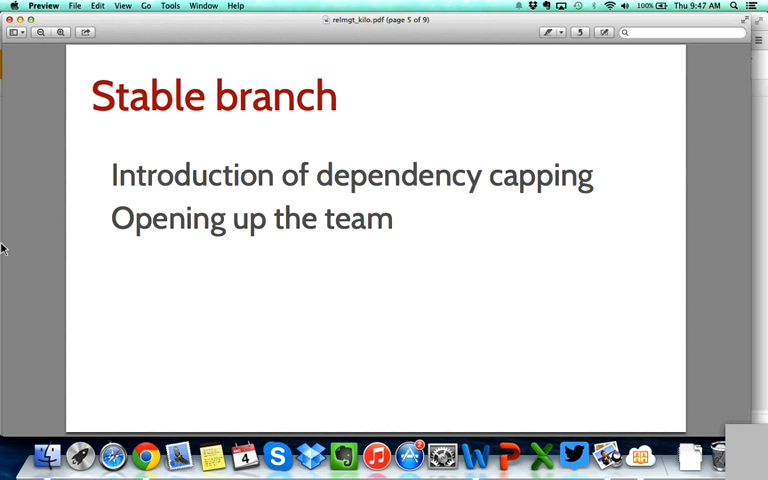 Preview File Edit View Go Tools Window Help
100% Thu 9:47 AM
relmgt_kilo.pdf (page 5 of 9)
Stable branch
Introduction of dependency capping
Opening up the team
4